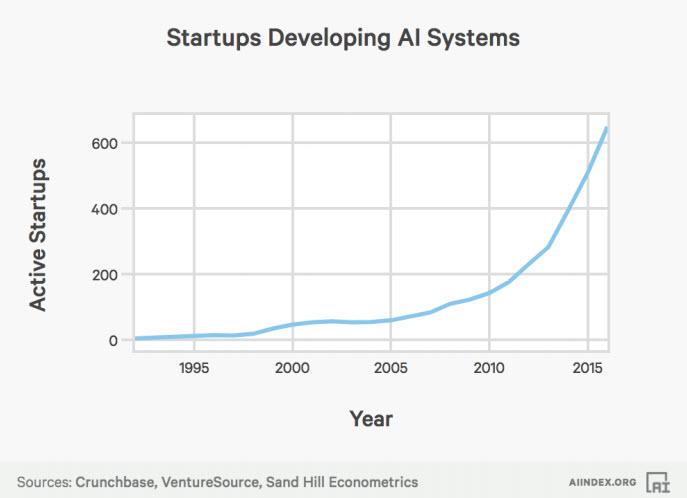 Startups Developing AI Systems
Active Startups
600
400
200
0
1995 2000 2005 2010 2015
Year
Sources: Crunchbase, VentureSource, Sand Hill Econometrics
AIINDEX.ORG AI